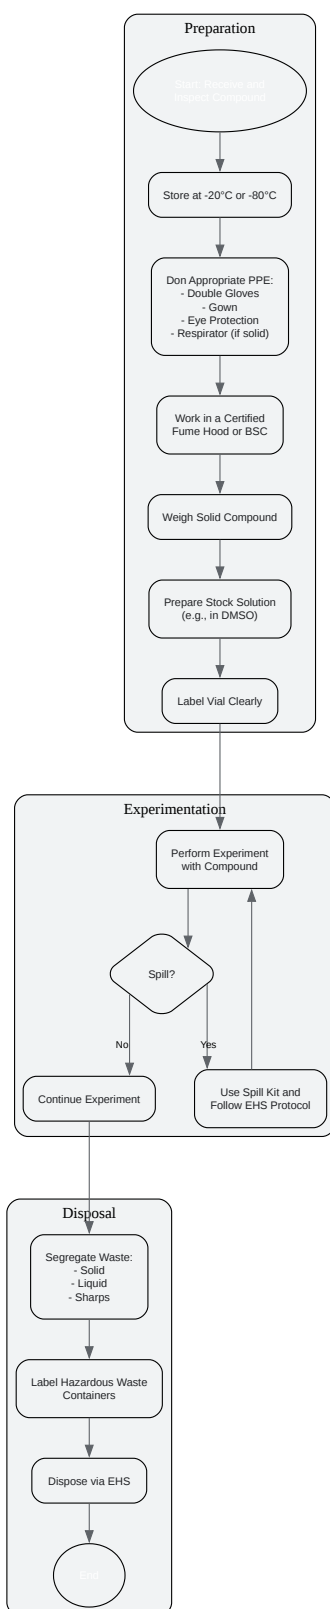 Preparation
Start: Receive and
Inspect Compound
Store at -20°C or -80°C
Don Appropriate PPE:
- Double Gloves
- Gown
- Eye Protection
- Respirator (if solid)
Work in a Certified
Fume Hood or BSC
Weigh Solid Compound
Prepare Stock Solution
(e.g., in DMSO)
Label Vial Clearly
Experimentation
Perform Experiment
with Compound
Spill?
No
Yes
Continue Experiment
Use Spill Kit and
Follow EHS Protocol
Disposal
Segregate Waste:
- Solid
- Liquid
- Sharps
Label Hazardous Waste
Containers
Dispose via EHS
End